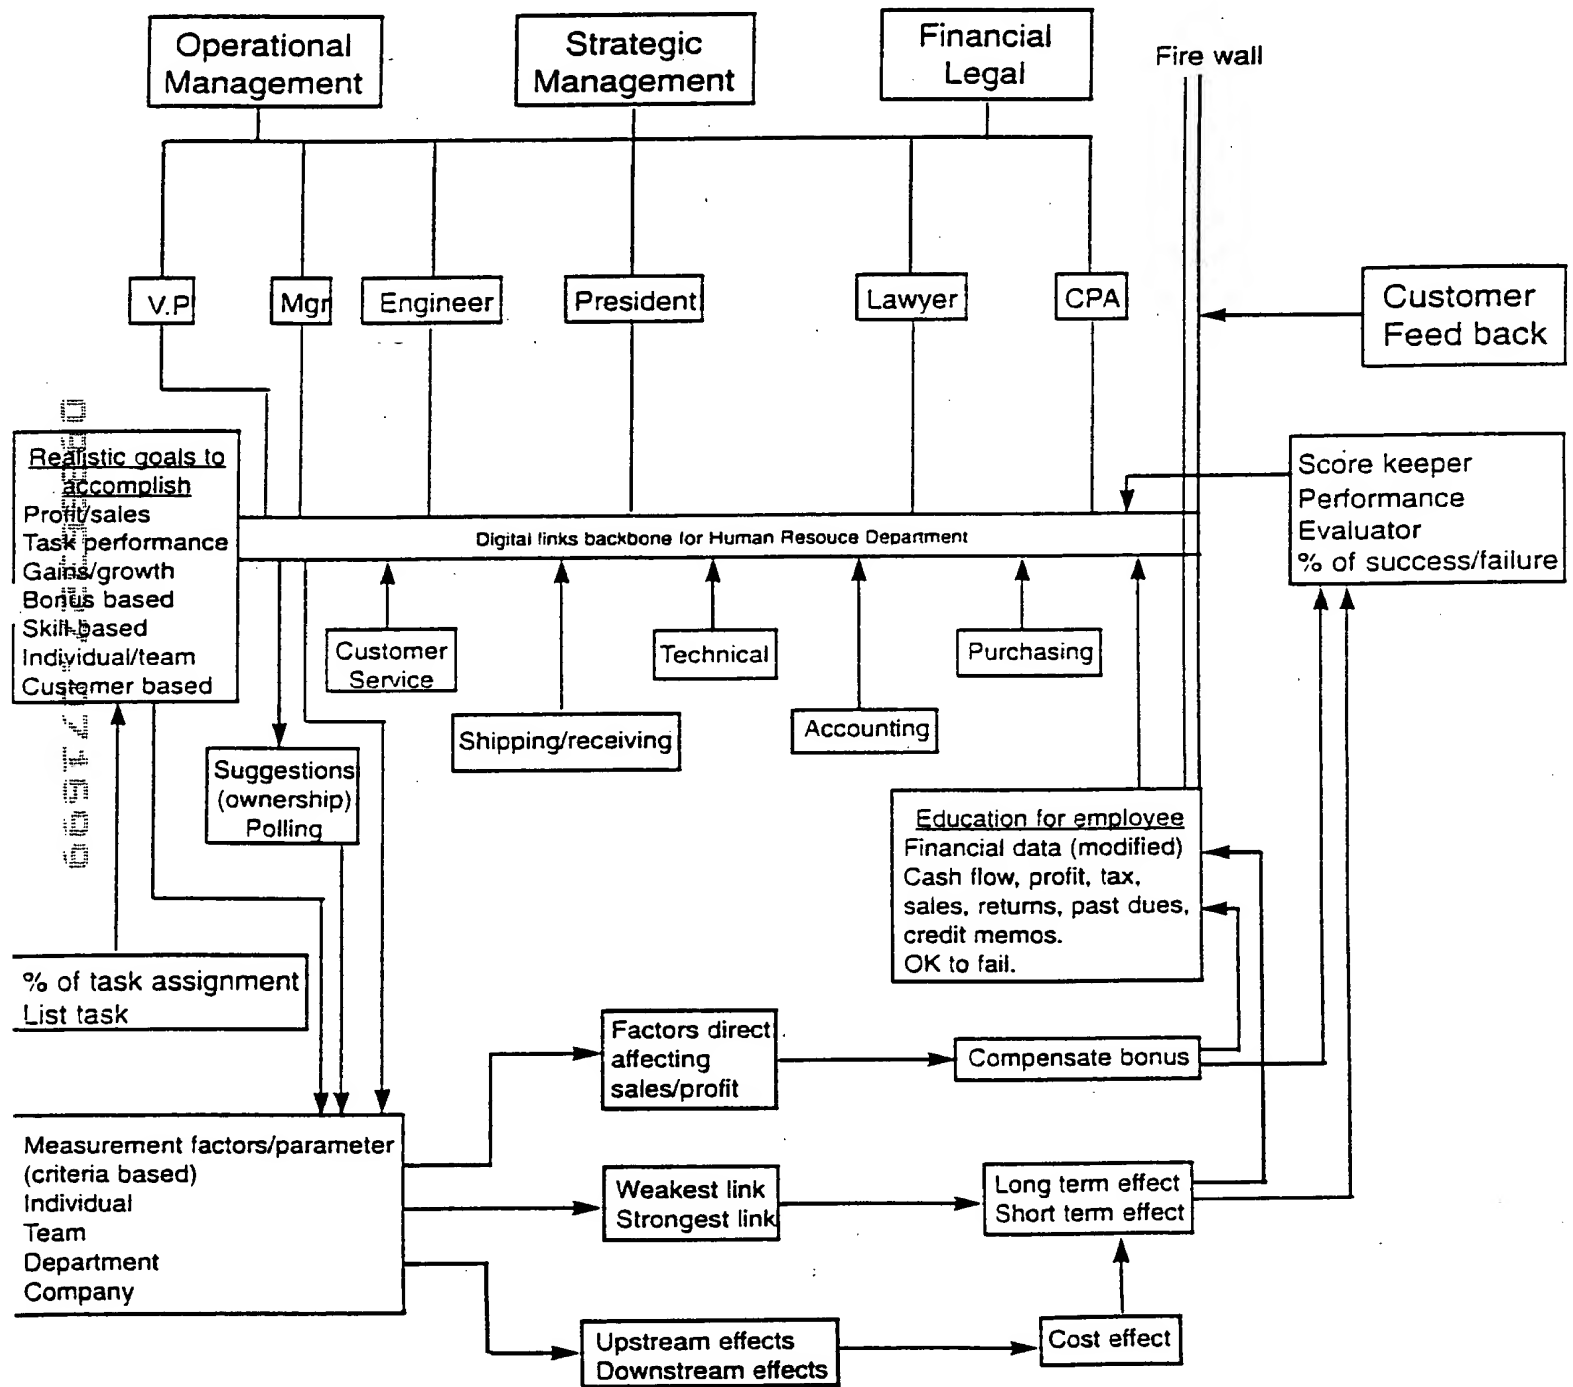 Operational
Management
Strategic
Management
Financial
Legal
Fire wall
V.P
Mgr
Engineer
President
Lawyer
CPA
Customer
Feed back
Realistic goals to
accomplish
Profit/sales
Task performance
Gains/growth
Bonus based
Skill based
Individual/team
Customer based
Score keeper
Performance
Evaluator
% of success/failure
Digital links backbone for Human Resouce Department
Customer
Service
Shipping/receiving
Technical
Accounting
Purchasing
Suggestions
(ownership)
Polling
Education for employee
Financial data (modified)
Cash flow, profit, tax,
sales, returns, past dues,
credit memos.
OK to fail.
% of task assignment
List task
Factors direct
affecting
sales/profit
Compensate bonus
Measurement factors/parameter
(criteria based)
Individual
Team
Department
Company
Weakest link
Strongest link
Long term effect
Short term effect
Upstream effects
Downstream effects
Cost effect